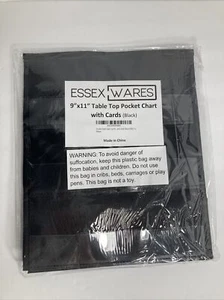 ESSEX WARES
9"x11" Table Top Pocket Chart
with Cards (Black)
Made in China
WARNING: To avoid danger of
suffocation, keep this plastic bag away
from babies and children. Do not use
this bag in cribs, beds, carriages or play
pens. This bag is not a toy.